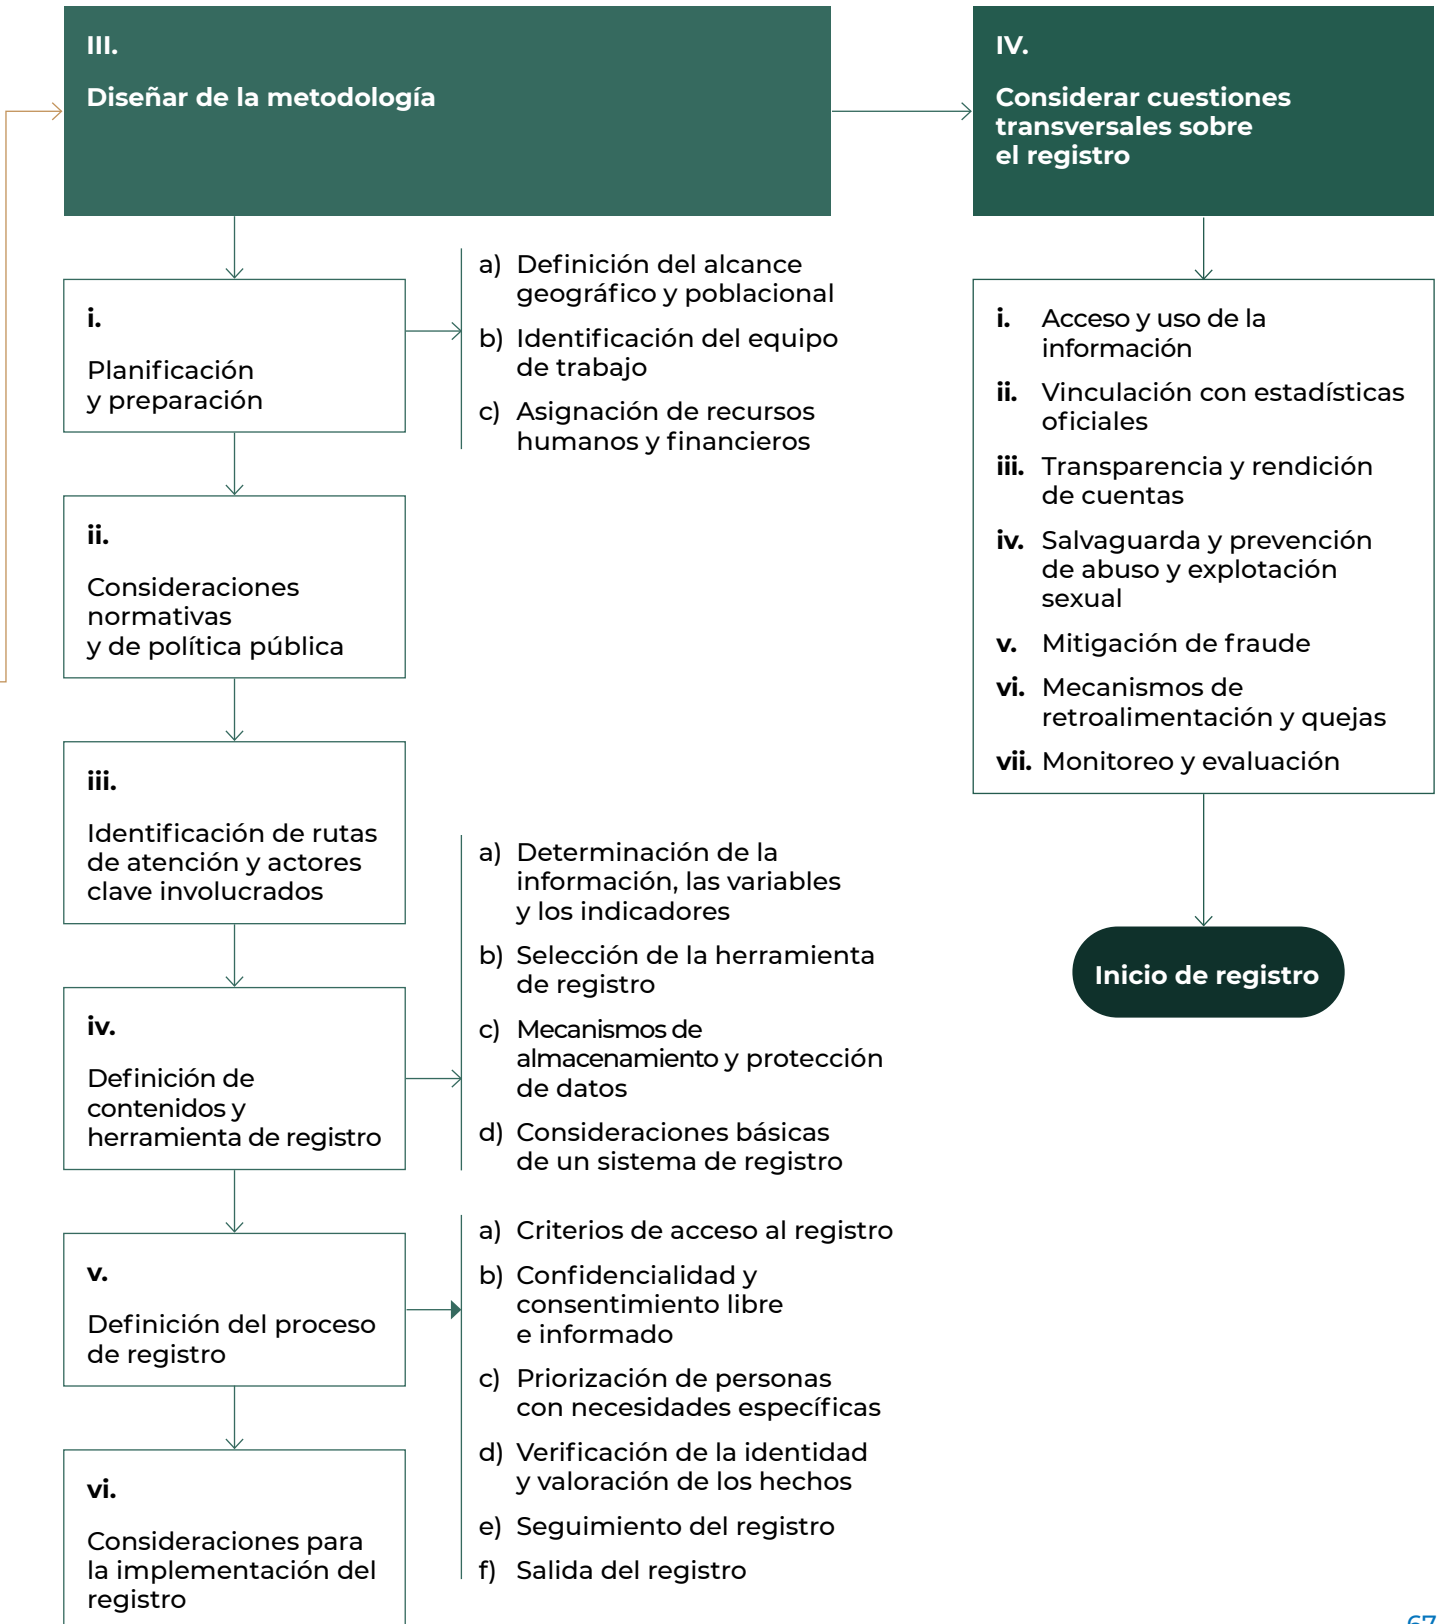 III.
Diseñar de la metodología
i.
Planificación
y preparación
a) Definición del alcance
geográfico y poblacional
b) Identificación del equipo
de trabajo
c) Asignación de recursos
humanos y financieros
ii.
Consideraciones
normativas
y de política pública
iii.
Identificación de rutas
de atención y actores
clave involucrados
iv.
Definición de
contenidos y
herramienta de registro
a) Determinación de la
información, las variables
y los indicadores
b) Selección de la herramienta
de registro
c) Mecanismos de
almacenamiento y protección
de datos
d) Consideraciones básicas
de un sistema de registro
v.
Definición del proceso
de registro
a) Criterios de acceso al registro
b) Confidencialidad y
consentimiento libre
e informado
c) Priorización de personas
con necesidades específicas
d) Verificación de la identidad
y valoración de los hechos
e) Seguimiento del registro
f) Salida del registro
vi.
Consideraciones para
la implementación del
registro
IV.
Considerar cuestiones
transversales sobre
el registro
i. Acceso y uso de la
información
ii. Vinculación con estadísticas
oficiales
iii. Transparencia y rendición
de cuentas
iv. Salvaguarda y prevención
de abuso y explotación
sexual
v. Mitigación de fraude
vi. Mecanismos de
retroalimentación y quejas
vii. Monitoreo y evaluación
Inicio de registro
67